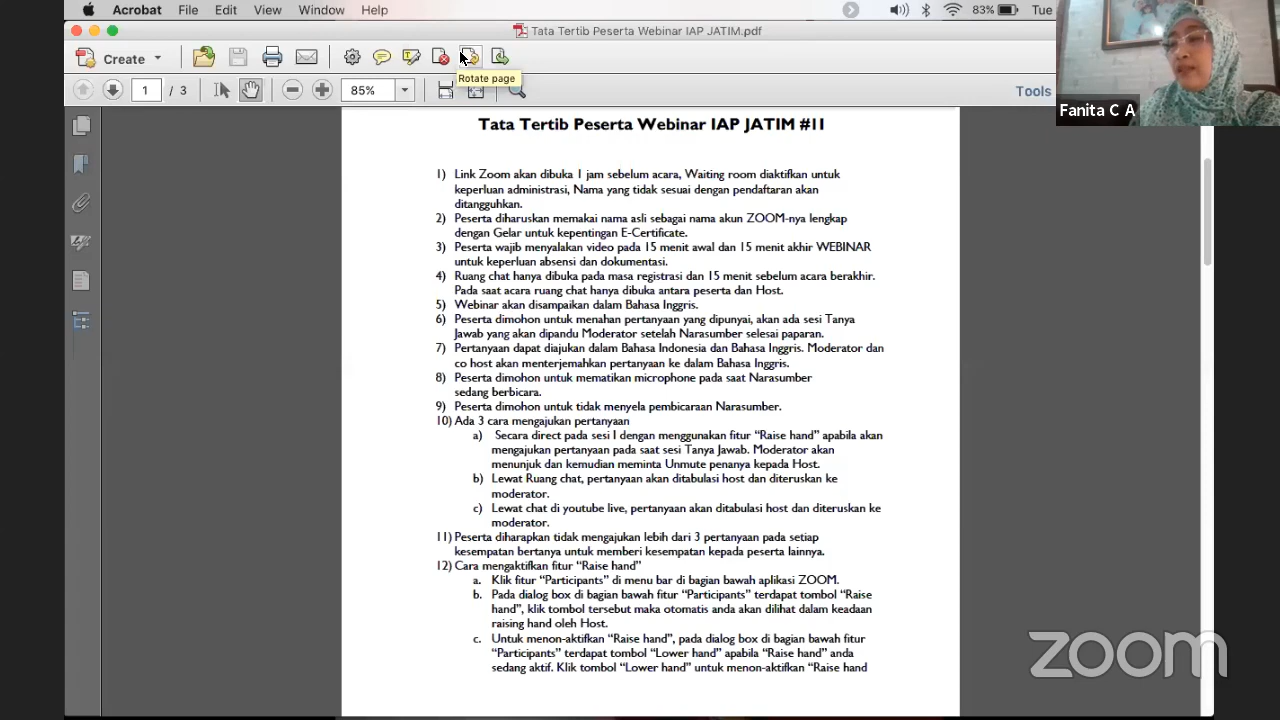 Acrobat File Edit View Window Help 83% Tue
Tata Tertib Peserta Webinar IAP JATIM.pdf
Create
Rotate page
1 / 3 85% Tools
Fanita C A
Tata Tertib Peserta Webinar IAP JATIM #11
1) Link Zoom akan dibuka 1 jam sebelum acara, Waiting room diaktifkan untuk
keperluan administrasi, Nama yang tidak sesuai dengan pendaftaran akan
ditangguhkan.
2) Peserta diharuskan memakai nama asli sebagai nama akun ZOOM-nya lengkap
dengan Gelar untuk kepentingan E-Certificate.
3) Peserta wajib menyalakan video pada 15 menit awal dan 15 menit akhir WEBINAR
untuk keperluan absensi dan dokumentasi.
4) Ruang chat hanya dibuka pada masa registrasi dan 15 menit sebelum acara berakhir.
Pada saat acara ruang chat hanya dibuka antara peserta dan Host.
5) Webinar akan disampaikan dalam Bahasa Inggris.
6) Peserta dimohon untuk menahan pertanyaan yang dipunyai, akan ada sesi Tanya
Jawab yang akan dipandu Moderator setelah Narasumber selesai paparan.
7) Pertanyaan dapat diajukan dalam Bahasa Indonesia dan Bahasa Inggris. Moderator dan
co host akan menterjemahkan pertanyaan ke dalam Bahasa Inggris.
8) Peserta dimohon untuk mematikan microphone pada saat Narasumber
sedang berbicara.
9) Peserta dimohon untuk tidak menyela pembicaraan Narasumber.
10) Ada 3 cara mengajukan pertanyaan
a) Secara direct pada sesi I dengan menggunakan fitur “Raise hand” apabila akan
mengajukan pertanyaan pada saat sesi Tanya Jawab. Moderator akan
menunjuk dan kemudian meminta Unmute penanya kepada Host.
b) Lewat Ruang chat, pertanyaan akan ditabulasi host dan diteruskan ke
moderator.
c) Lewat chat di youtube live, pertanyaan akan ditabulasi host dan diteruskan ke
moderator.
11) Peserta diharapkan tidak mengajukan lebih dari 3 pertanyaan pada setiap
kesempatan bertanya untuk memberi kesempatan kepada peserta lainnya.
12) Cara mengaktifkan fitur “Raise hand”
a. Klik fitur “Participants” di menu bar di bagian bawah aplikasi ZOOM.
b. Pada dialog box di bagian bawah fitur “Participants” terdapat tombol “Raise
hand”, klik tombol tersebut maka otomatis anda akan dilihat dalam keadaan
raising hand oleh Host.
c. Untuk menon-aktifkan “Raise hand”, pada dialog box di bagian bawah fitur
“Participants” terdapat tombol “Lower hand” apabila “Raise hand” anda
sedang aktif. Klik tombol “Lower hand” untuk menon-aktifkan “Raise hand
zoom